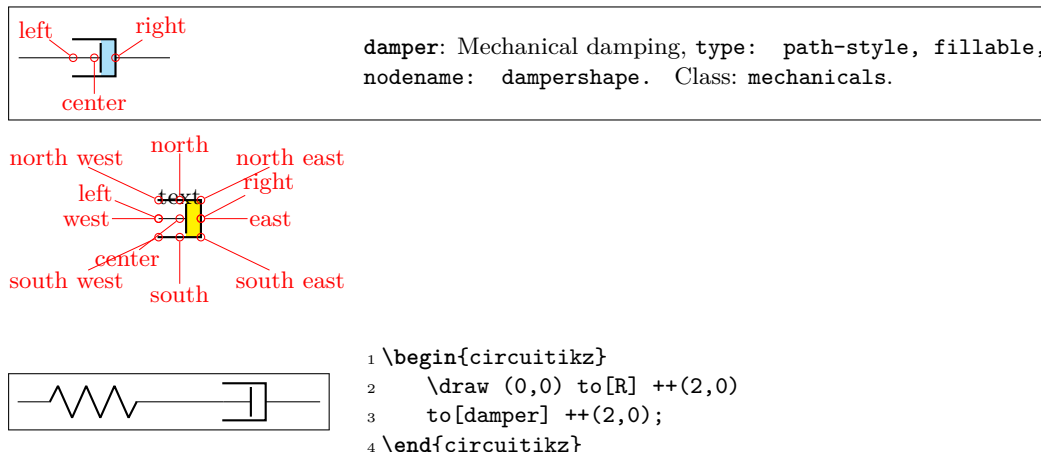 left
right
center
damper: Mechanical damping, type: path-style, fillable,
nodename: dampershape. Class: mechanicals.
north
north west
north east
text
right
left
west
east
center
south west
south east
south
1 \begin{circuitikz}
2 \draw (0,0) to[R] ++(2,0)
3 to[damper] ++(2,0);
4 \end{circuitikz}